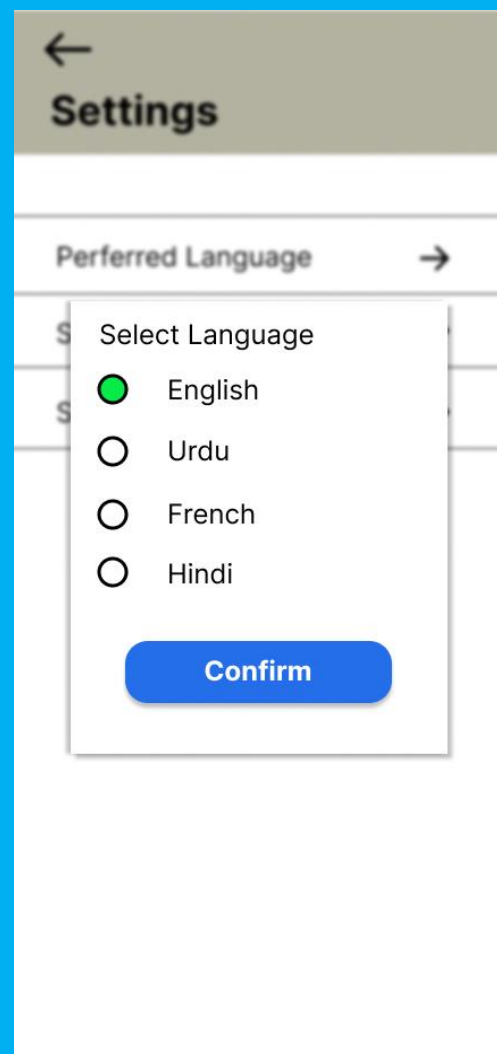 Settings
Perferred Language
S
Select Language
English
S
Urdu
French
Hindi
Confirm